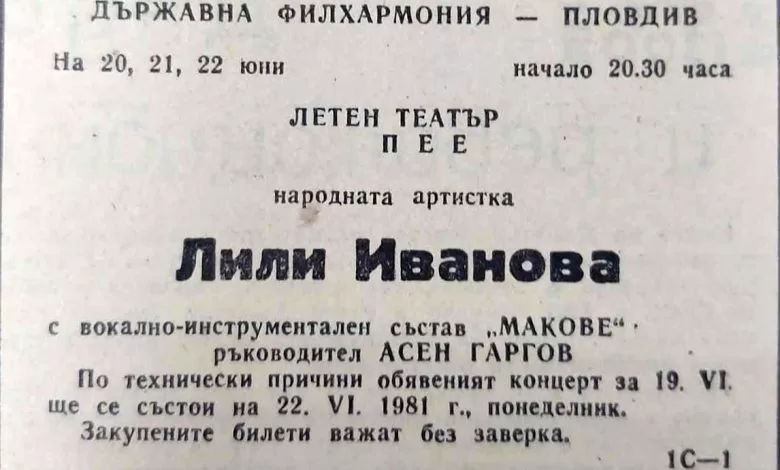 ДЪРЖАВНА ФИЛХАРМОНИЯ — ПЛОВДИВ
На 20, 21, 22 юни начало 20.30 часа
ЛЕТЕН ТЕАТЪР
ПЕЕ
народната артистка
Лили Иванова
с вокално-инструментален състав „МАКОВЕ“
ръководител АСЕН ГАРГОВ
По технически причини обявеният концерт за 19. VI.
ще се състои на 22. VI. 1981 г., понеделник.
Закупените билети важат без заверка.
1С—1